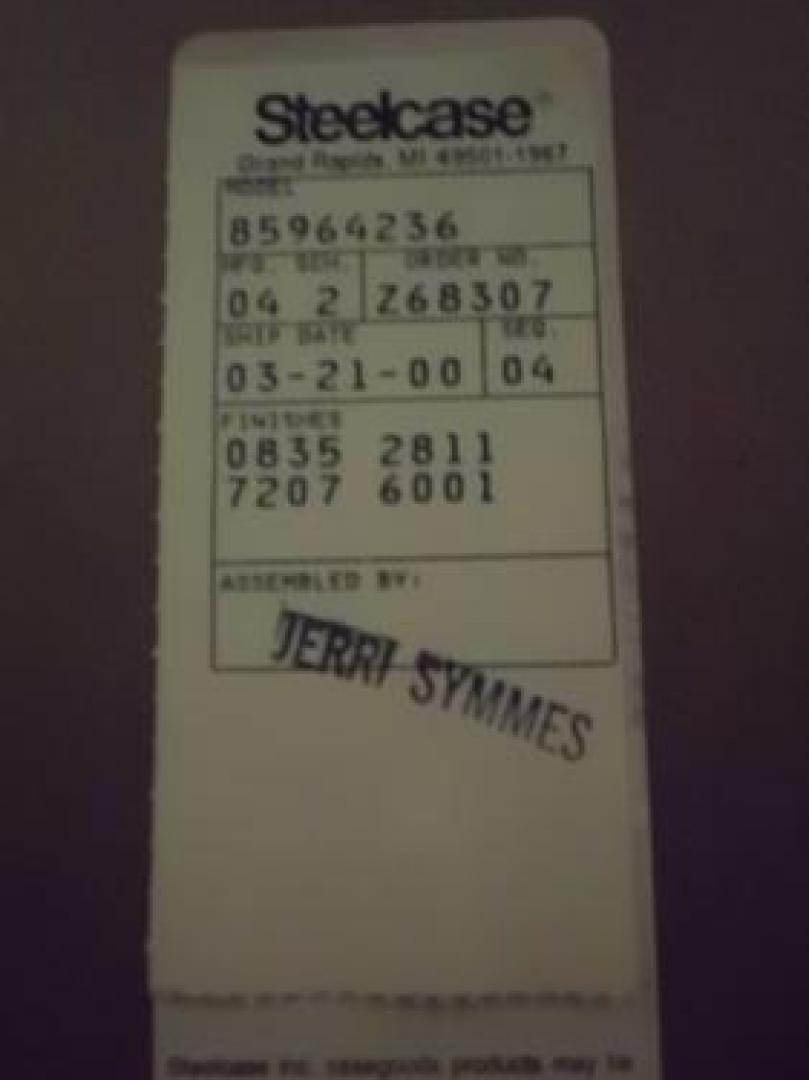 Steelcase®
Grand Rapids, MI 49501-1967
MODEL
85964236
MFG. SCH. ORDER NO.
04 2 Z68307
SHIP DATE SEQ.
03-21-00 04
FINISHES
0835 2811
7207 6001
ASSEMBLED BY:
JERRI SYMMES
Steelcase Inc. casegoods products may be